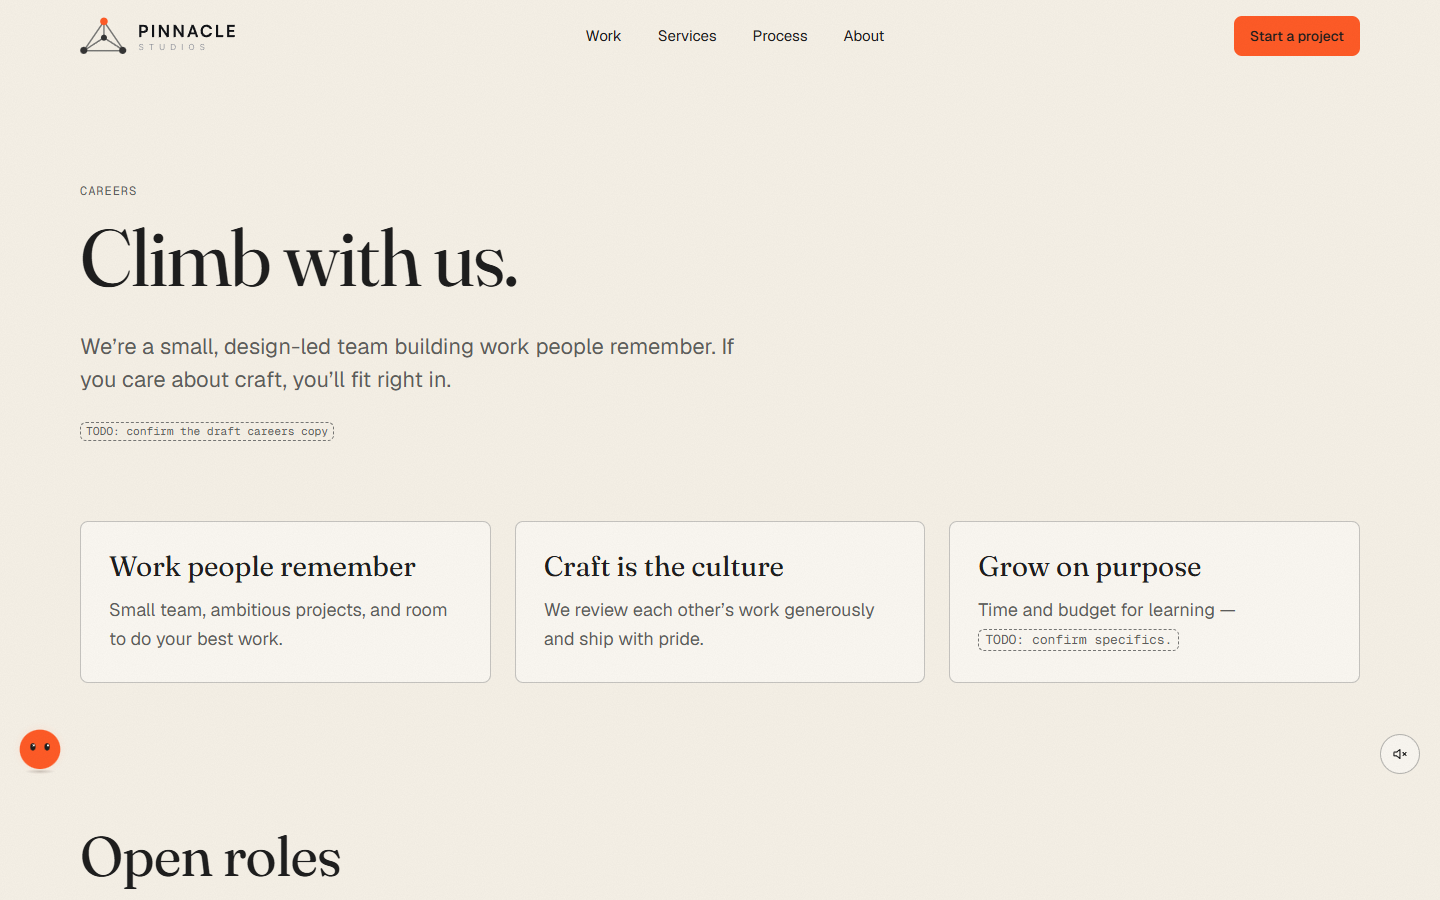 PINNACLE
STUDIOS
Work
Services
Process
About
Start a project
CAREERS
Climb with us.
We’re a small, design-led team building work people remember. If
you care about craft, you’ll fit right in.
TODO: confirm the draft careers copy
Work people remember
Small team, ambitious projects, and room
to do your best work.
Craft is the culture
We review each other’s work generously
and ship with pride.
Grow on purpose
Time and budget for learning —
TODO: confirm specifics.
Open roles